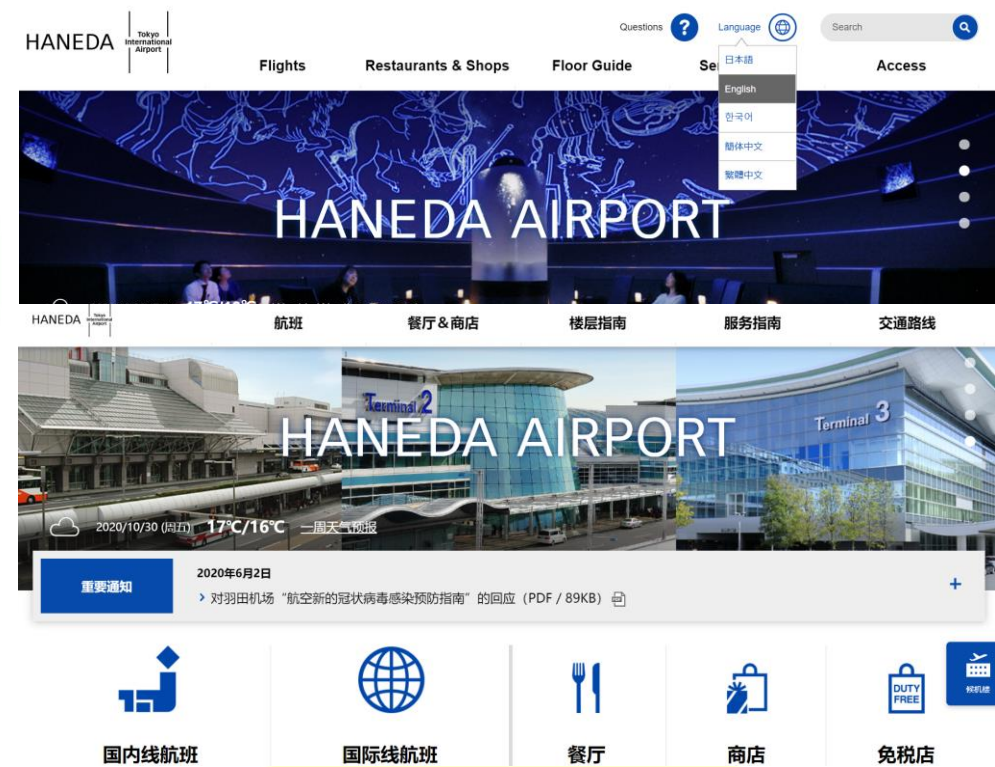 HANEDA
Tokyo
International
Airport
Questions ?
Language
Search
Flights
Restaurants & Shops
Floor Guide
Se
Access
日本語
English
한국어
簡体中文
繁體中文
HANEDA AIRPORT
HANEDA
Tokyo
International
Airport
航班
餐厅&商店
楼层指南
服务指南
交通路线
Terminal 2
Terminal 3
HANEDA AIRPORT
2020/10/30 (周五) 17℃/16℃ 一周天气预报
重要通知
2020年6月2日
对羽田机场“航空新的冠状病毒感染预防指南”的回应（PDF / 89KB）
+
DUTY
FREE
候机楼
国内线航班
国际线航班
餐厅
商店
免税店